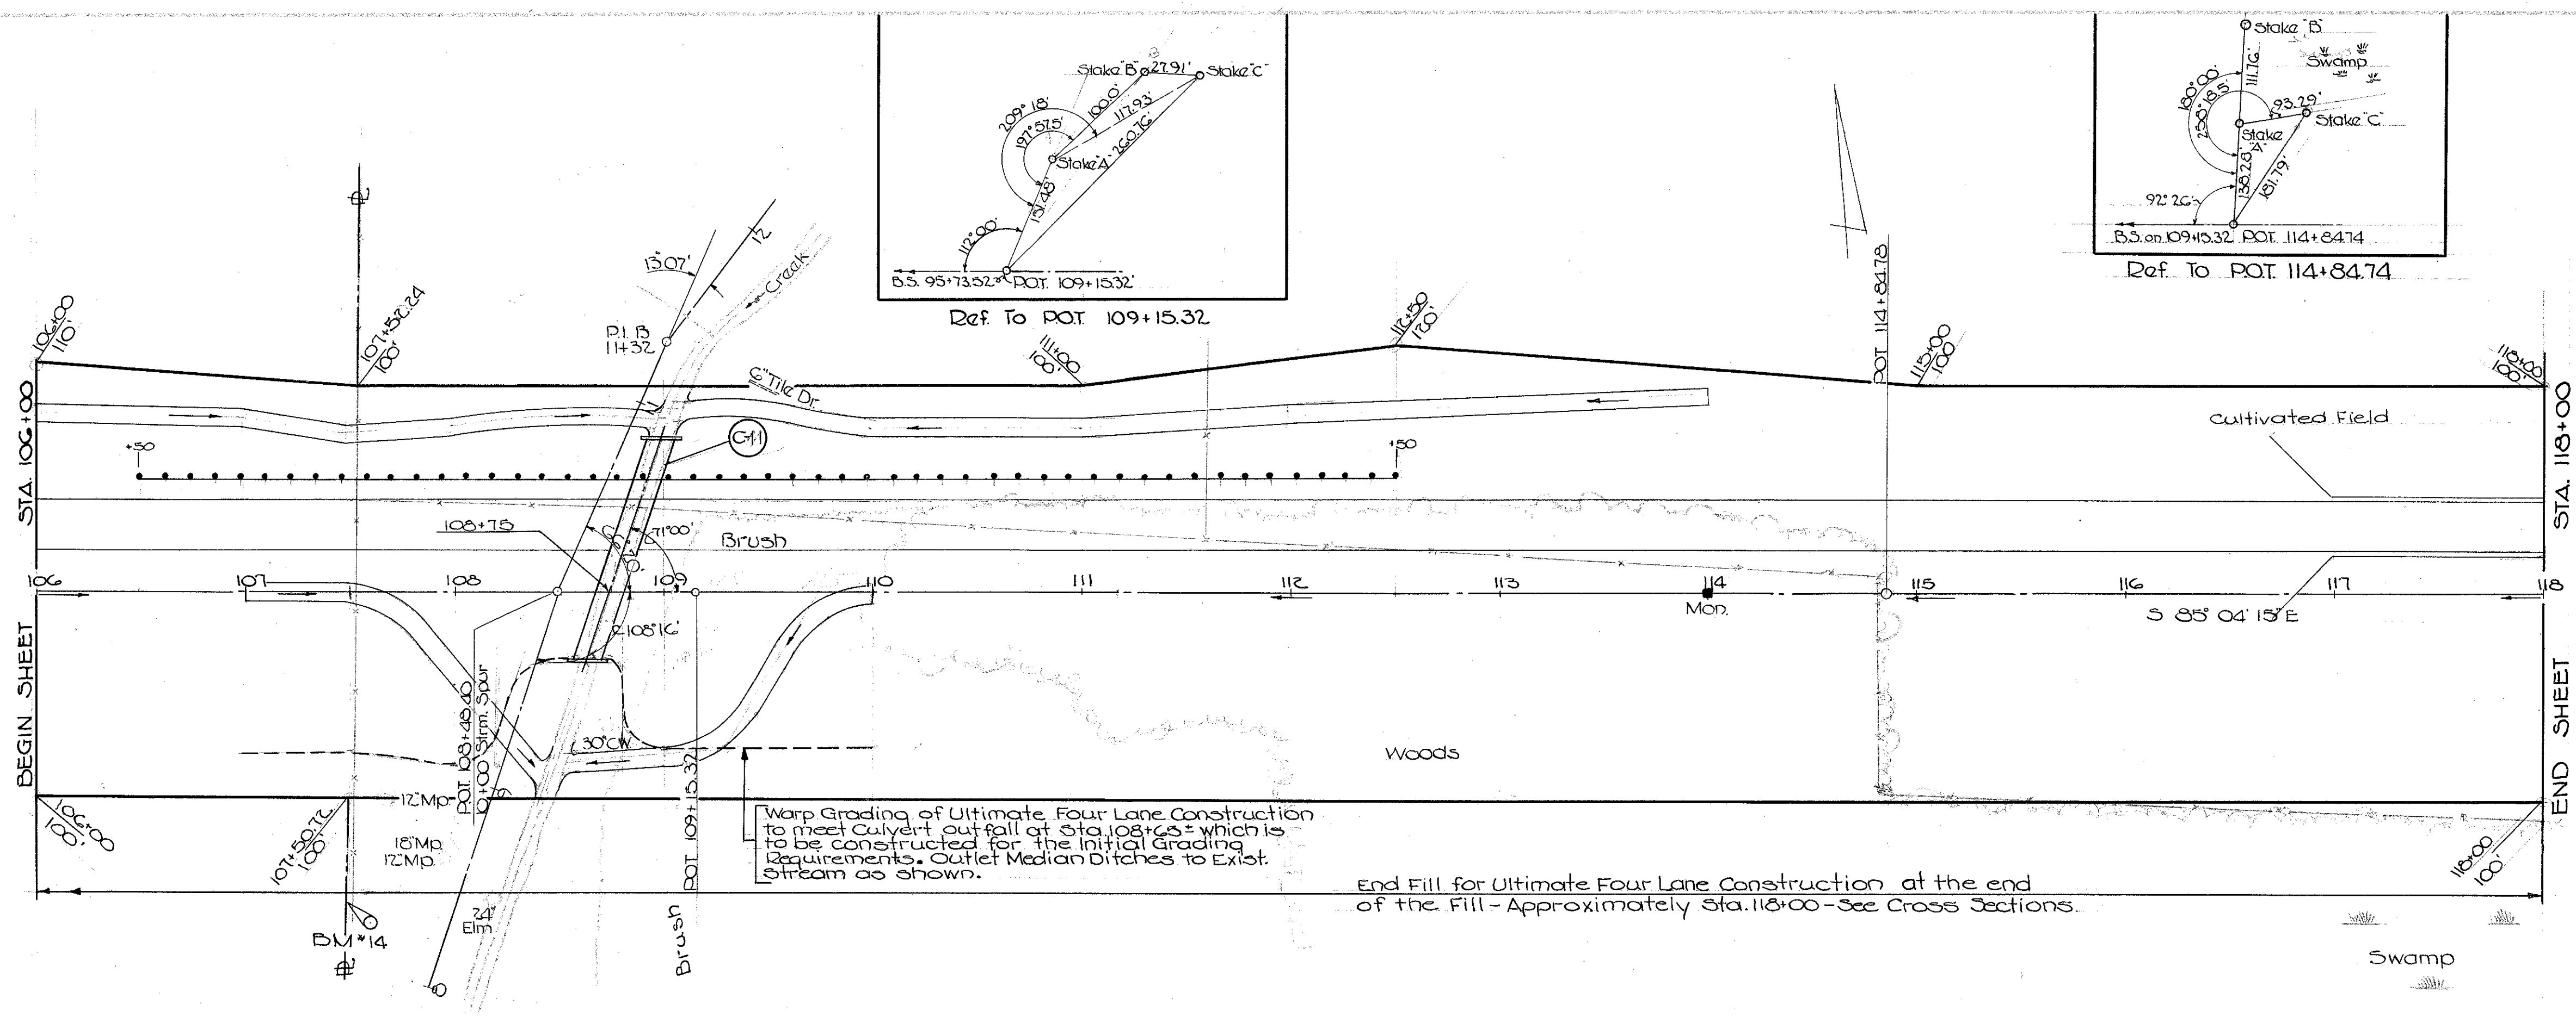 Stake "B"
27.91'
Stake "C"
100.0'
117.93'
209° 18'
197° 57.5'
Stake "A"
260.76'
151.48'
112° 00'
B.S. 95+73.52
P.O.T. 109+15.32'
Ref. To P.O.T. 109+15.32
Stake "B"
Swamp
111.76'
180° 00'
258° 18.5'
93.29'
Stake "C"
Stake "A"
138.28'
181.79'
92° 26'
B.S. on 109+15.32 P.O.T. 114+84.74
Ref. To P.O.T. 114+84.74
12
13° 07'
Creek
P.I. B
11+32
106+00
110'
107+52.24
100'
111+00
100'
112+50
120'
POT 114+84.78
115+00
100'
118+00
100'
6" Tile Dr.
C-11
Cultivated Field
+50
+50
STA. 106+00
STA. 118+00
108+75
71° 00'
Brush
106
107
108
109
110
111
112
113
114
115
116
117
118
Mon.
S 85° 04' 15" E
108° 16'
BEGIN SHEET
END SHEET
P.O.T. 108+48.40
10+00 Strm. Spur
30" CW
Woods
12" Mp.
9
106+00
100'
107+50.72
100'
18" Mp.
12" Mp.
POT 109+15.32
Warp Grading of Ultimate Four Lane Construction
to meet Culvert outfall at Sta. 108+65± which is
to be constructed for the Initial Grading
Requirements. Outlet Median Ditches to Exist.
Stream as shown.
118+00
100'
End Fill for Ultimate Four Lane Construction at the end
of the Fill - Approximately Sta. 118+00 - See Cross Sections.
24"
Elm
BM #14
Brush
8
Swamp